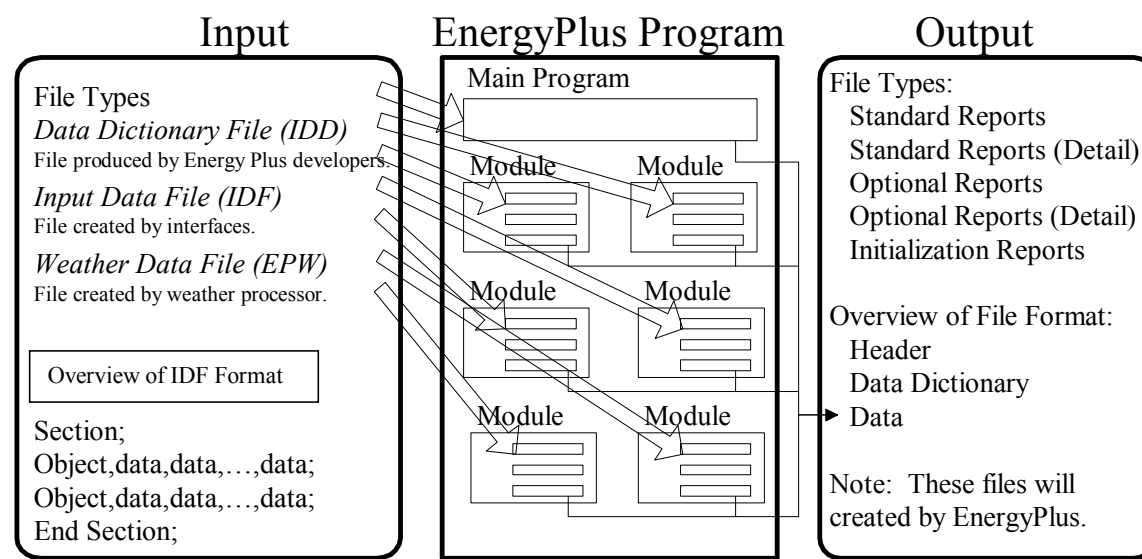 Input
File Types
Data Dictionary File (IDD)
File produced by Energy Plus developers.
Input Data File (IDF)
File created by interfaces.
Weather Data File (EPW)
File created by weather processor.
Overview of IDF Format
Section;
Object,data,data,…,data;
Object,data,data,…,data;
End Section;
EnergyPlus Program
Main Program
Module
Module
Module
Module
Module
Module
Output
File Types:
Standard Reports
Standard Reports (Detail)
Optional Reports
Optional Reports (Detail)
Initialization Reports
Overview of File Format:
Header
Data Dictionary
Data
Note: These files will
created by EnergyPlus.